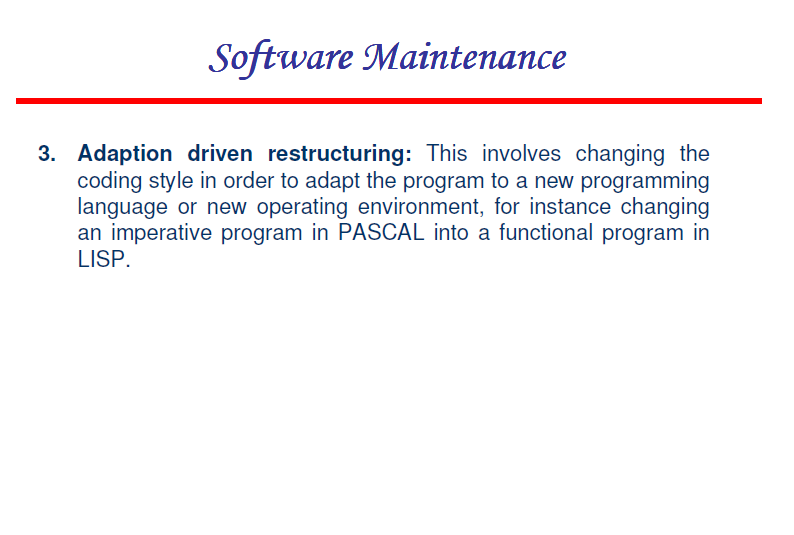 Software Maintenance
3. Adaption driven restructuring: This involves changing the
coding style in order to adapt the program to a new programming
language or new operating environment, for instance changing
an imperative program in PASCAL into a functional program in
LISP.